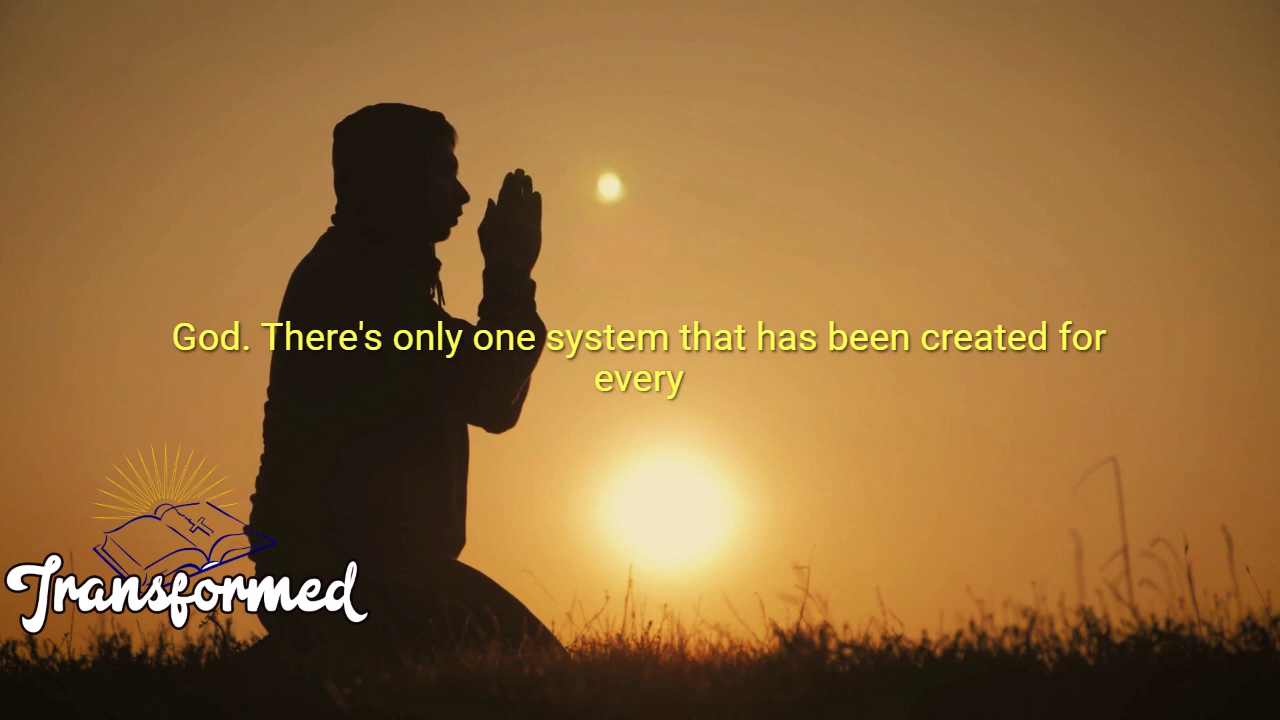 God. There's only one system that has been created for
every
Transformed